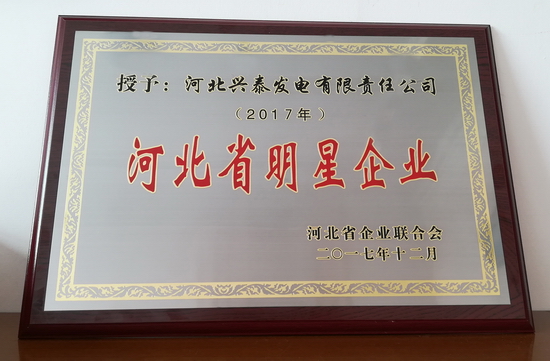 授予：河北兴泰发电有限责任公司
（2017年）
河北省明星企业
河北省企业联合会
二〇一七年十二月